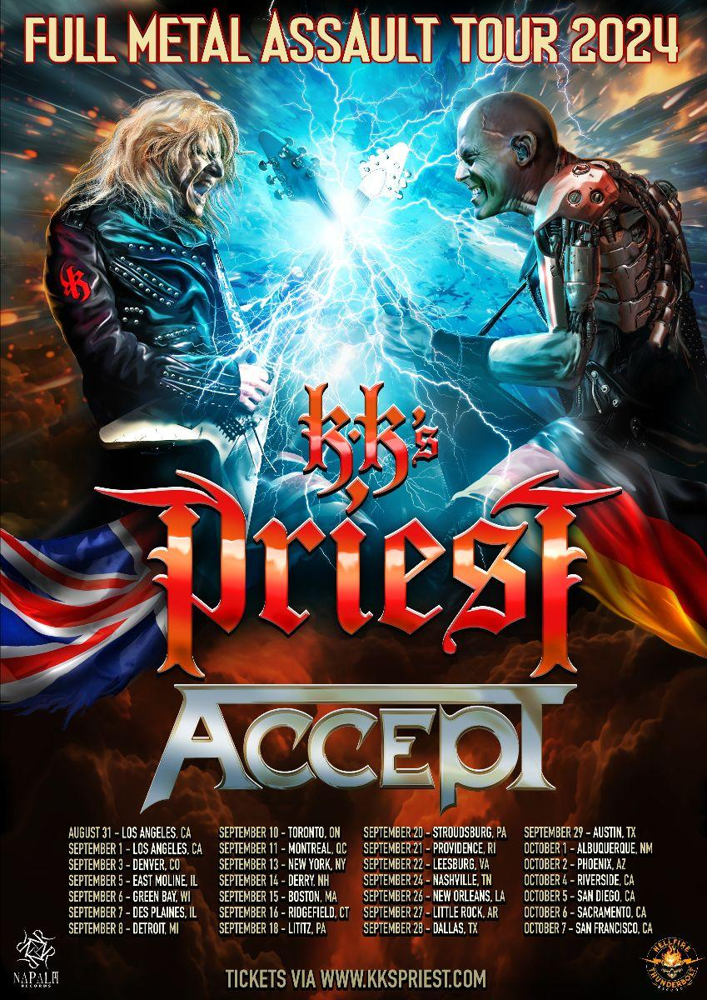 FULL METAL ASSAULT TOUR 2024
K·K's
Priest
ACCEPT
AUGUST 31 - LOS ANGELES, CA
SEPTEMBER 1 - LOS ANGELES, CA
SEPTEMBER 3 - DENVER, CO
SEPTEMBER 5 - EAST MOLINE, IL
SEPTEMBER 6 - GREEN BAY, WI
SEPTEMBER 7 - DES PLAINES, IL
SEPTEMBER 8 - DETROIT, MI
SEPTEMBER 10 - TORONTO, ON
SEPTEMBER 11 - MONTREAL, QC
SEPTEMBER 13 - NEW YORK, NY
SEPTEMBER 14 - DERRY, NH
SEPTEMBER 15 - BOSTON, MA
SEPTEMBER 16 - RIDGEFIELD, CT
SEPTEMBER 18 - LITITZ, PA
SEPTEMBER 20 - STROUDSBURG, PA
SEPTEMBER 21 - PROVIDENCE, RI
SEPTEMBER 22 - LEESBURG, VA
SEPTEMBER 24 - NASHVILLE, TN
SEPTEMBER 26 - NEW ORLEANS, LA
SEPTEMBER 27 - LITTLE ROCK, AR
SEPTEMBER 28 - DALLAS, TX
SEPTEMBER 29 - AUSTIN, TX
OCTOBER 1 - ALBUQUERQUE, NM
OCTOBER 2 - PHOENIX, AZ
OCTOBER 4 - RIVERSIDE, CA
OCTOBER 5 - SAN DIEGO, CA
OCTOBER 6 - SACRAMENTO, CA
OCTOBER 7 - SAN FRANCISCO, CA
NAPALM
RECORDS
TICKETS VIA WWW.KKSPRIEST.COM
HELLFIRE
THUNDERBOLT
RECORDS